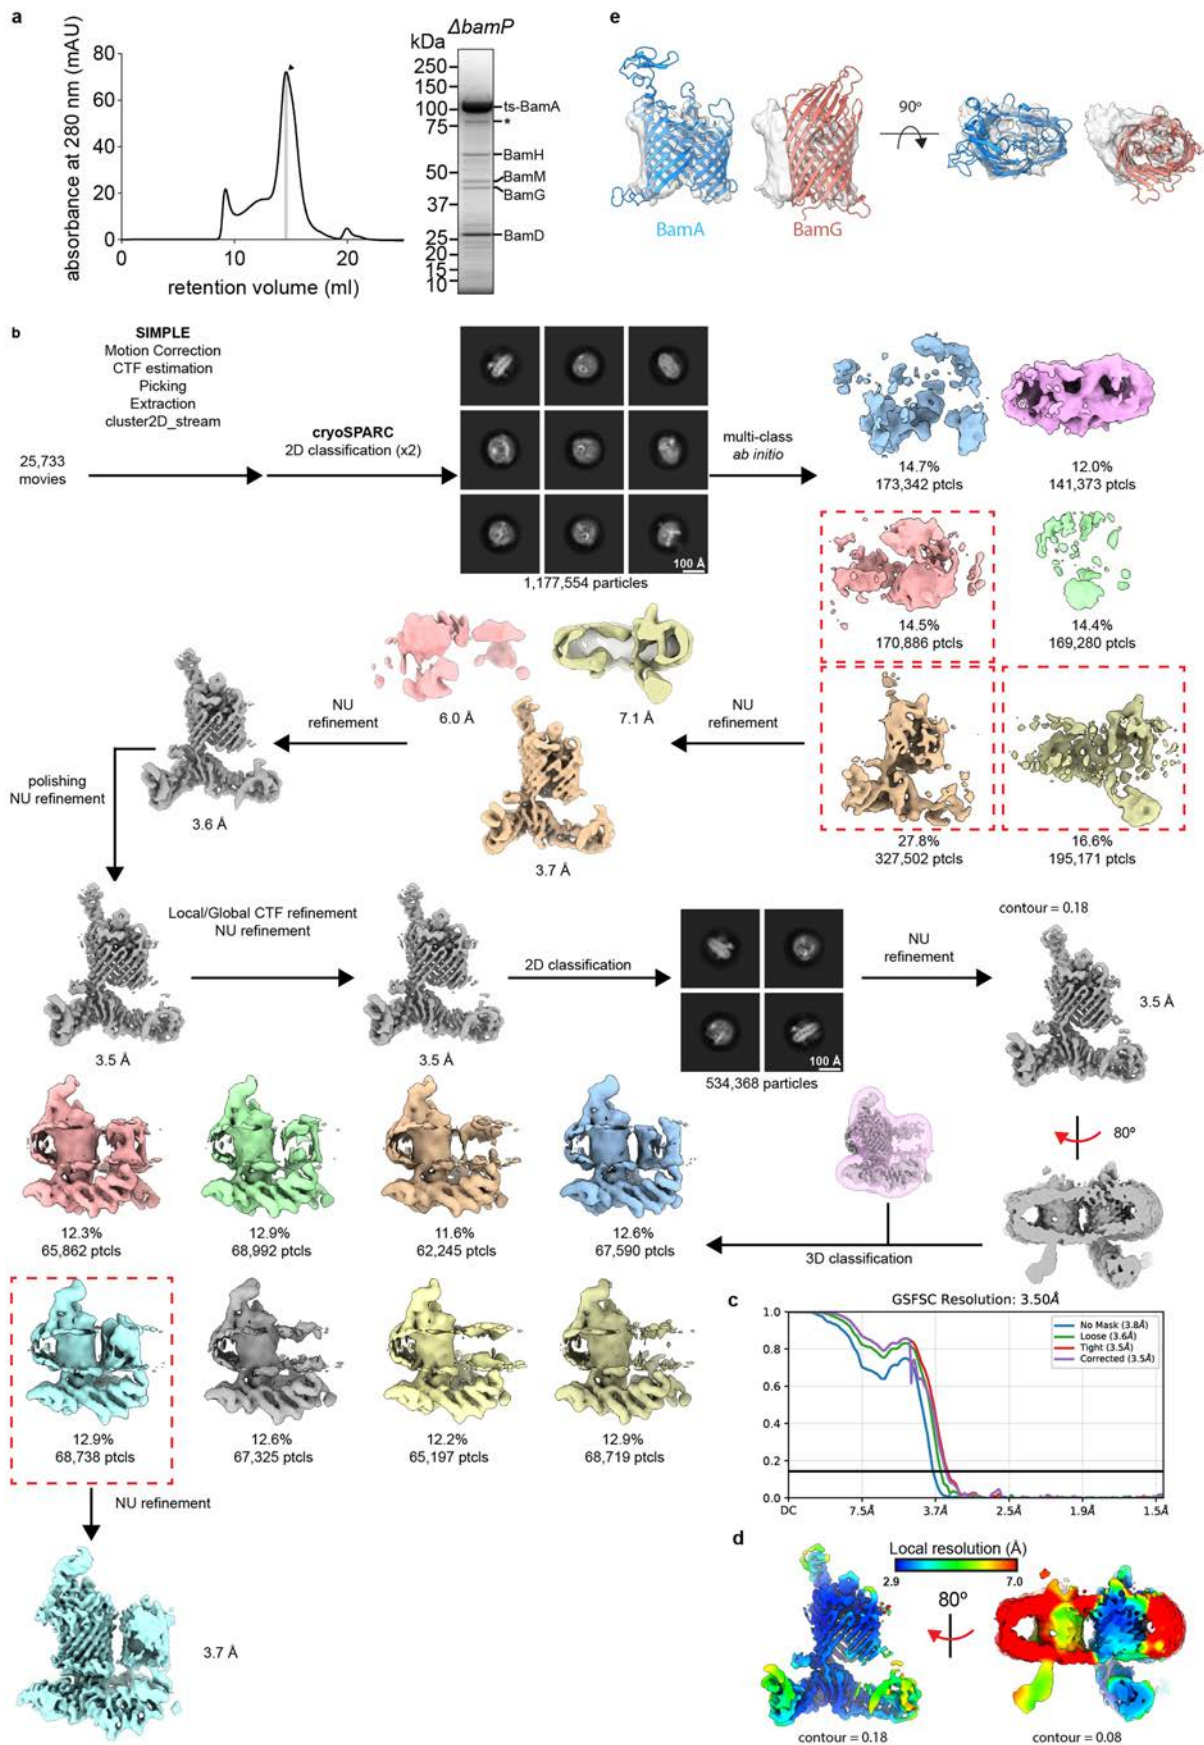 a
ΔbamP
kDa
absorbance at 280 nm (mAU)
80
60
40
20
0
0
10
20
retention volume (ml)
250
150
100
75
50
37
25
20
15
10
ts-BamA
*
BamH
BamM
BamG
BamD
e
90º
BamA
BamG
b
SIMPLE
Motion Correction
CTF estimation
Picking
Extraction
cluster2D_stream
25,733
movies
cryoSPARC
2D classification (x2)
100 Å
1,177,554 particles
multi-class
ab initio
14.7%
173,342 ptcls
12.0%
141,373 ptcls
14.5%
170,886 ptcls
14.4%
169,280 ptcls
27.8%
327,502 ptcls
16.6%
195,171 ptcls
NU
refinement
6.0 Å
7.1 Å
3.7 Å
NU
refinement
3.6 Å
polishing
NU refinement
3.5 Å
Local/Global CTF refinement
NU refinement
3.5 Å
2D classification
100 Å
534,368 particles
NU
refinement
contour = 0.18
3.5 Å
80º
3D classification
12.3%
65,862 ptcls
12.9%
68,992 ptcls
11.6%
62,245 ptcls
12.6%
67,590 ptcls
12.9%
68,738 ptcls
12.6%
67,325 ptcls
12.2%
65,197 ptcls
12.9%
68,719 ptcls
NU refinement
3.7 Å
c
GSFSC Resolution: 3.50Å
1.0
0.8
0.6
0.4
0.2
0.0
DC
7.5Å
3.7Å
2.5Å
1.9Å
1.5Å
No Mask (3.8Å)
Loose (3.6Å)
Tight (3.5Å)
Corrected (3.5Å)
d
Local resolution (Å)
2.9
7.0
80º
contour = 0.18
contour = 0.08